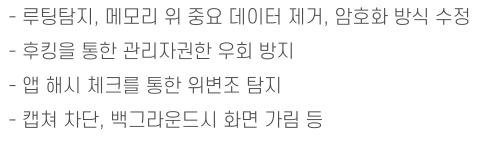 - 루팅탐지, 메모리 위 중요 데이터 제거, 암호화 방식 수정
- 후킹을 통한 관리자권한 우회 방지
- 앱 해시 체크를 통한 위변조 탐지
- 캡쳐 차단, 백그라운드시 화면 가림 등